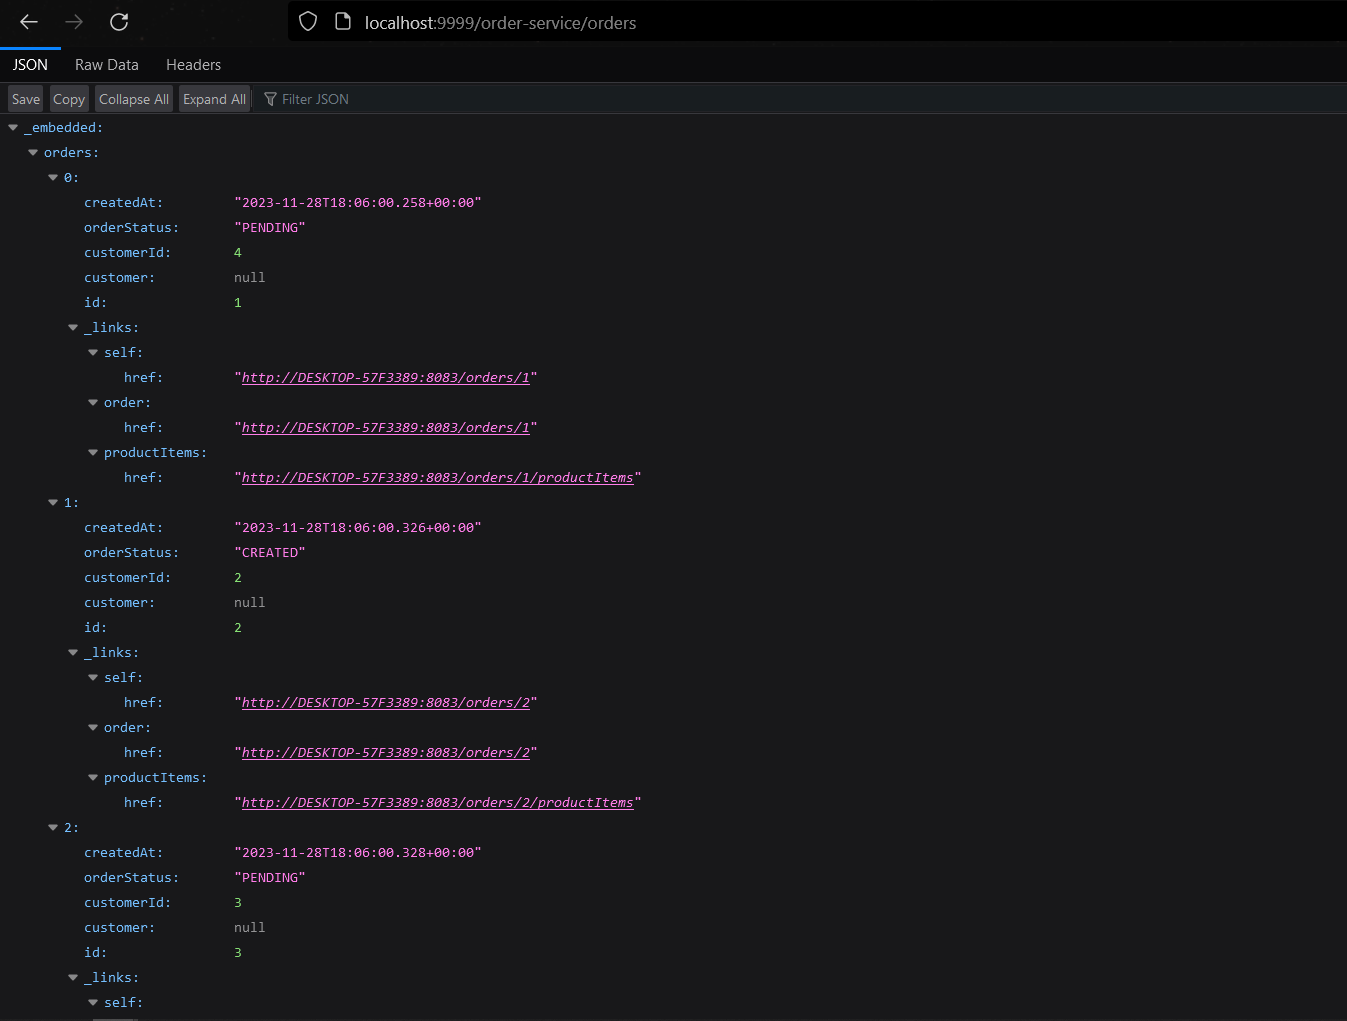 localhost:9999/order-service/orders
JSON Raw Data Headers
Save Copy Collapse All Expand All Filter JSON
_embedded:
orders:
0:
createdAt: "2023-11-28T18:06:00.258+00:00"
orderStatus: "PENDING"
customerId: 4
customer: null
id: 1
_links:
self:
href: "http://DESKTOP-57F3389:8083/orders/1"
order:
href: "http://DESKTOP-57F3389:8083/orders/1"
productItems:
href: "http://DESKTOP-57F3389:8083/orders/1/productItems"
1:
createdAt: "2023-11-28T18:06:00.326+00:00"
orderStatus: "CREATED"
customerId: 2
customer: null
id: 2
_links:
self:
href: "http://DESKTOP-57F3389:8083/orders/2"
order:
href: "http://DESKTOP-57F3389:8083/orders/2"
productItems:
href: "http://DESKTOP-57F3389:8083/orders/2/productItems"
2:
createdAt: "2023-11-28T18:06:00.328+00:00"
orderStatus: "PENDING"
customerId: 3
customer: null
id: 3
_links:
self: